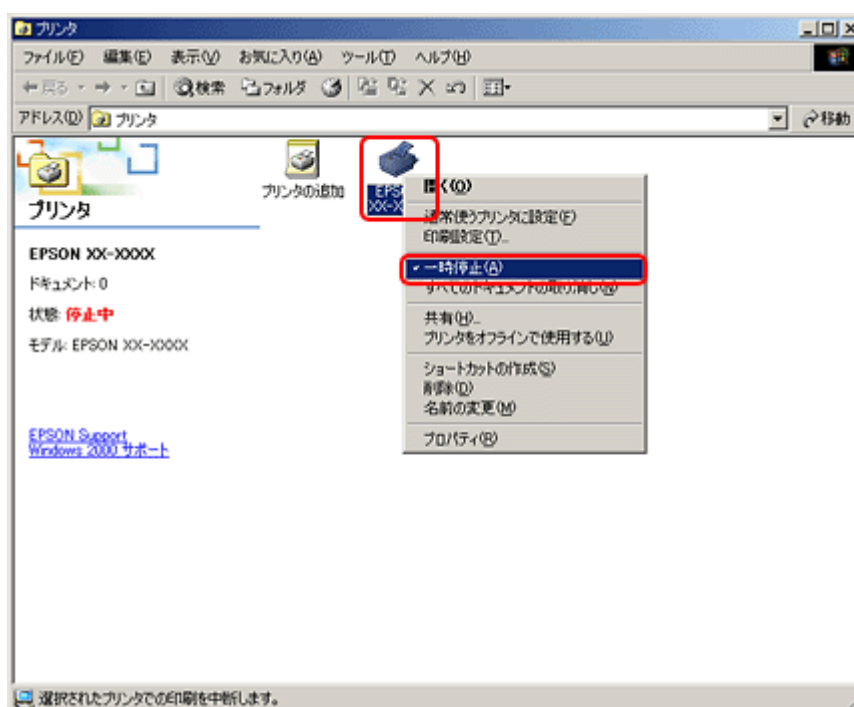 プリンタ
ファイル(F) 編集(E) 表示(V) お気に入り(A) ツール(T) ヘルプ(H)
戻る 検索 フォルダ
アドレス(D) プリンタ 移動
プリンタ
EPSON XX-XXXX
ドキュメント: 0
状態: 停止中
モデル: EPSON XX-XXXX
EPSON Support
Windows 2000 サポート
プリンタの追加
EPS
XX-X
開く(O)
通常使うプリンタに設定(F)
印刷設定(T)...
一時停止(A)
すべてのドキュメントの取り消し(N)
共有(H)...
プリンタをオフラインで使用する(U)
ショートカットの作成(S)
削除(D)
名前の変更(M)
プロパティ(R)
選択されたプリンタでの印刷を中断します。